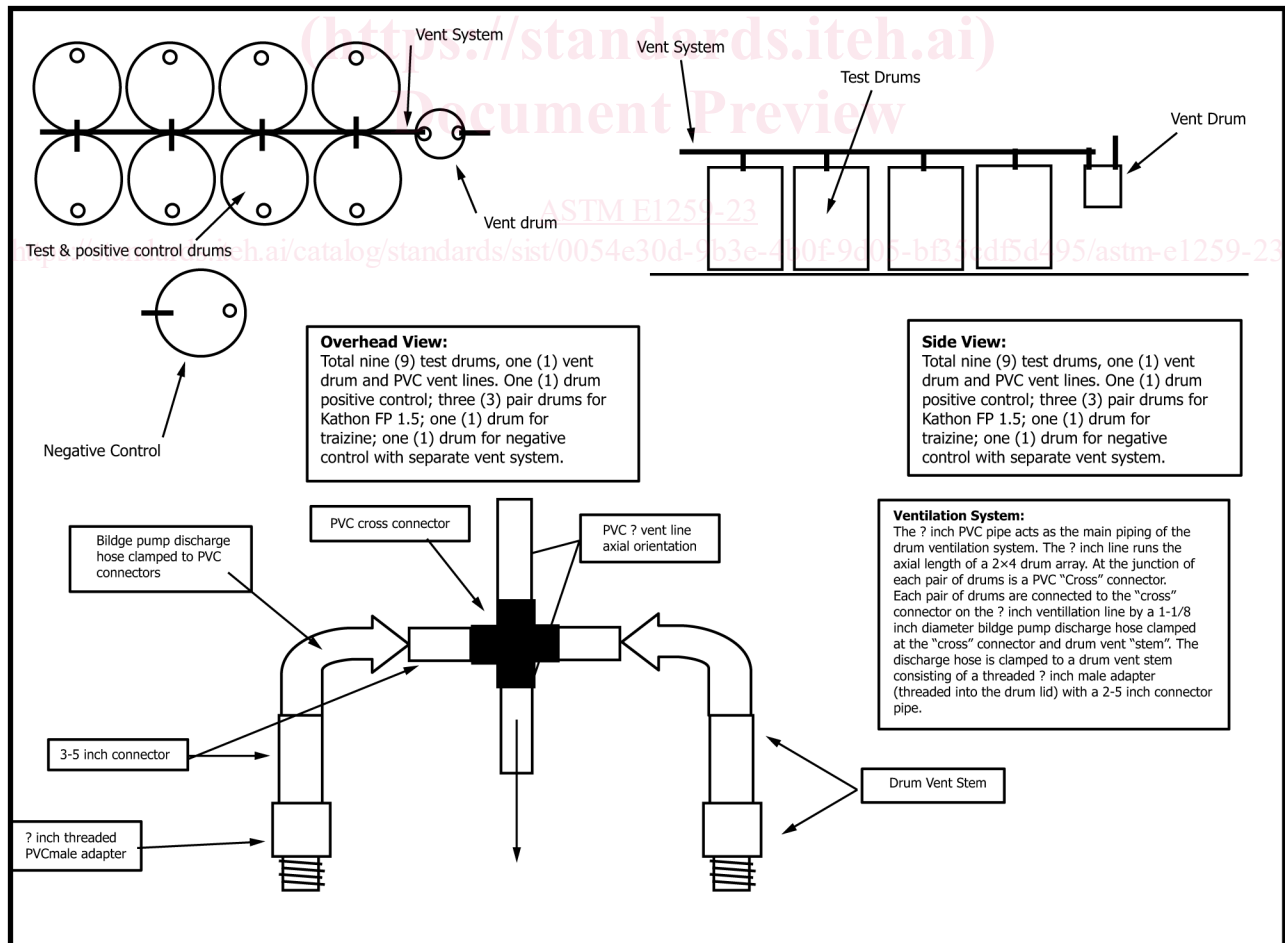 (https://standards.iteh.ai)
Document Preview
ASTM E1259-23
https://standards.iteh.ai/catalog/standards/sist/0054e30d-9b3e-4b0f-9d05-bf35cdf5d495/astm-e1259-23
Vent System
Vent drum
Test & positive control drums
Negative Control
Vent System
Test Drums
Vent Drum
Overhead View:
Total nine (9) test drums, one (1) vent
drum and PVC vent lines. One (1) drum
positive control; three (3) pair drums for
Kathon FP 1.5; one (1) drum for
traizine; one (1) drum for negative
control with separate vent system.
Side View:
Total nine (9) test drums, one (1) vent
drum and PVC vent lines. One (1) drum
positive control; three (3) pair drums for
Kathon FP 1.5; one (1) drum for
traizine; one (1) drum for negative
control with separate vent system.
Bildge pump discharge
hose clamped to PVC
connectors
PVC cross connector
PVC ? vent line
axial orientation
Ventilation System:
The ? inch PVC pipe acts as the main piping of the
drum ventilation system. The ? inch line runs the
axial length of a 2×4 drum array. At the junction of
each pair of drums is a PVC “Cross” connector.
Each pair of drums are connected to the “cross”
connector on the ? inch ventillation line by a 1-1/8
inch diameter bildge pump discharge hose clamped
at the “cross” connector and drum vent “stem”. The
discharge hose is clamped to a drum vent stem
consisting of a threaded ? inch male adapter
(threaded into the drum lid) with a 2-5 inch connector
pipe.
3-5 inch connector
Drum Vent Stem
? inch threaded
PVCmale adapter